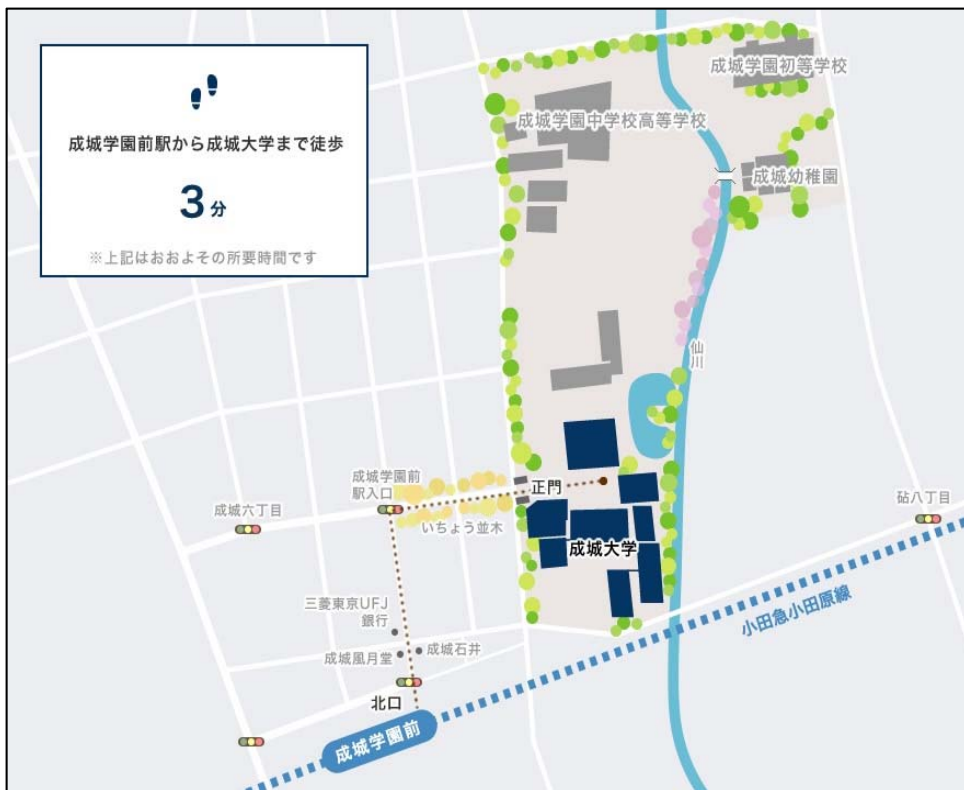 成城学園前駅から成城大学まで徒歩
3分
※上記はおおよその所要時間です
成城学園初等学校
成城学園中学校高等学校
成城幼稚園
仙川
成城学園前
駅入口
正門
成城六丁目
いちょう並木
砧八丁目
成城大学
小田急小田原線
三菱東京UFJ
銀行
成城風月堂
成城石井
北口
成城学園前